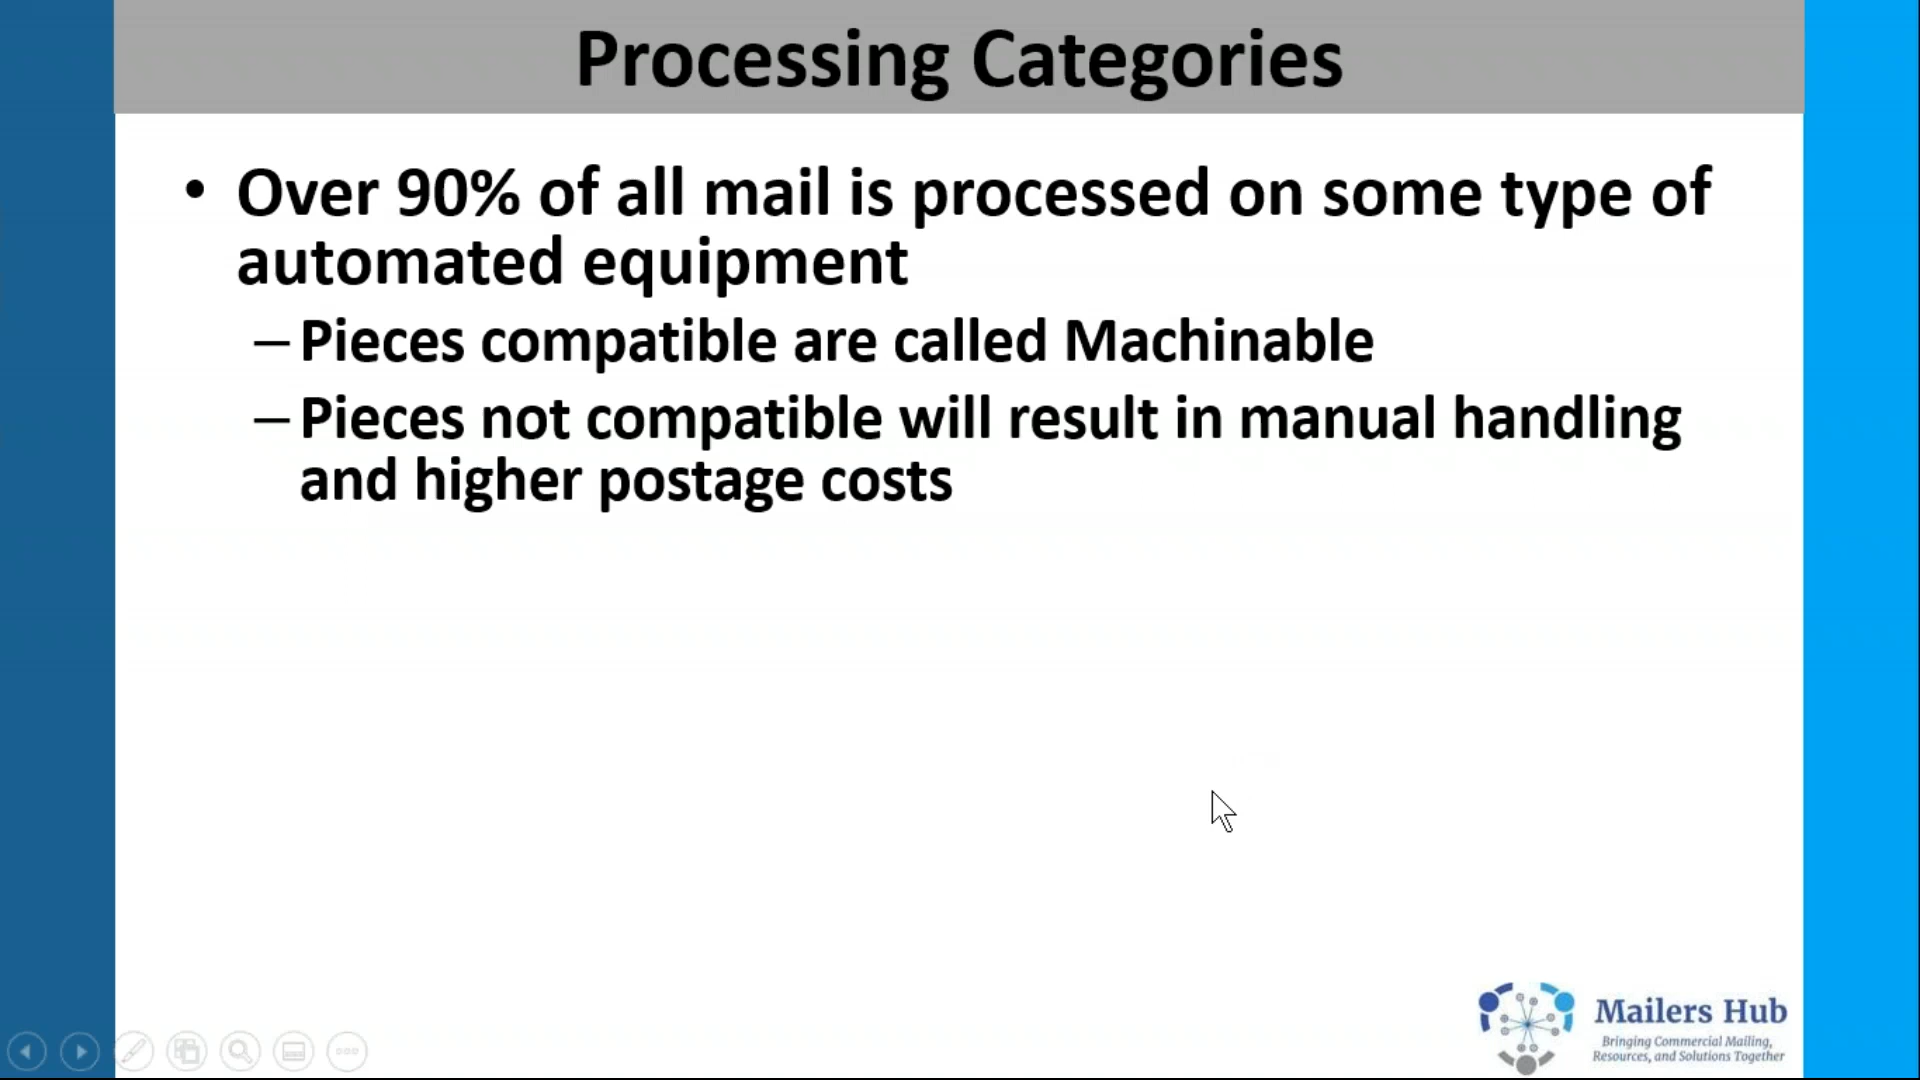 Processing Categories
• Over 90% of all mail is processed on some type of
automated equipment
– Pieces compatible are called Machinable
– Pieces not compatible will result in manual handling
and higher postage costs
Mailers Hub
Bringing Commercial Mailing,
Resources, and Solutions Together